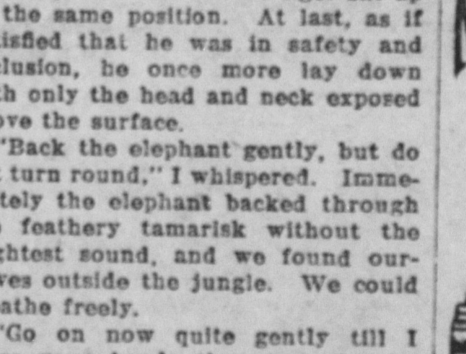 the same position. At last, as if
isfied that he was in safety and
clusion, he once more lay down
th only the head and neck exposed
ove the surface.
"Back the elephant gently, but do
turn round," I whispered. Imme-
tely the elephant backed through
feathery tamarisk without the
ghtest sound, and we found our-
ves outside the jungle. We could
athe freely.
"Go on now quite gently till I